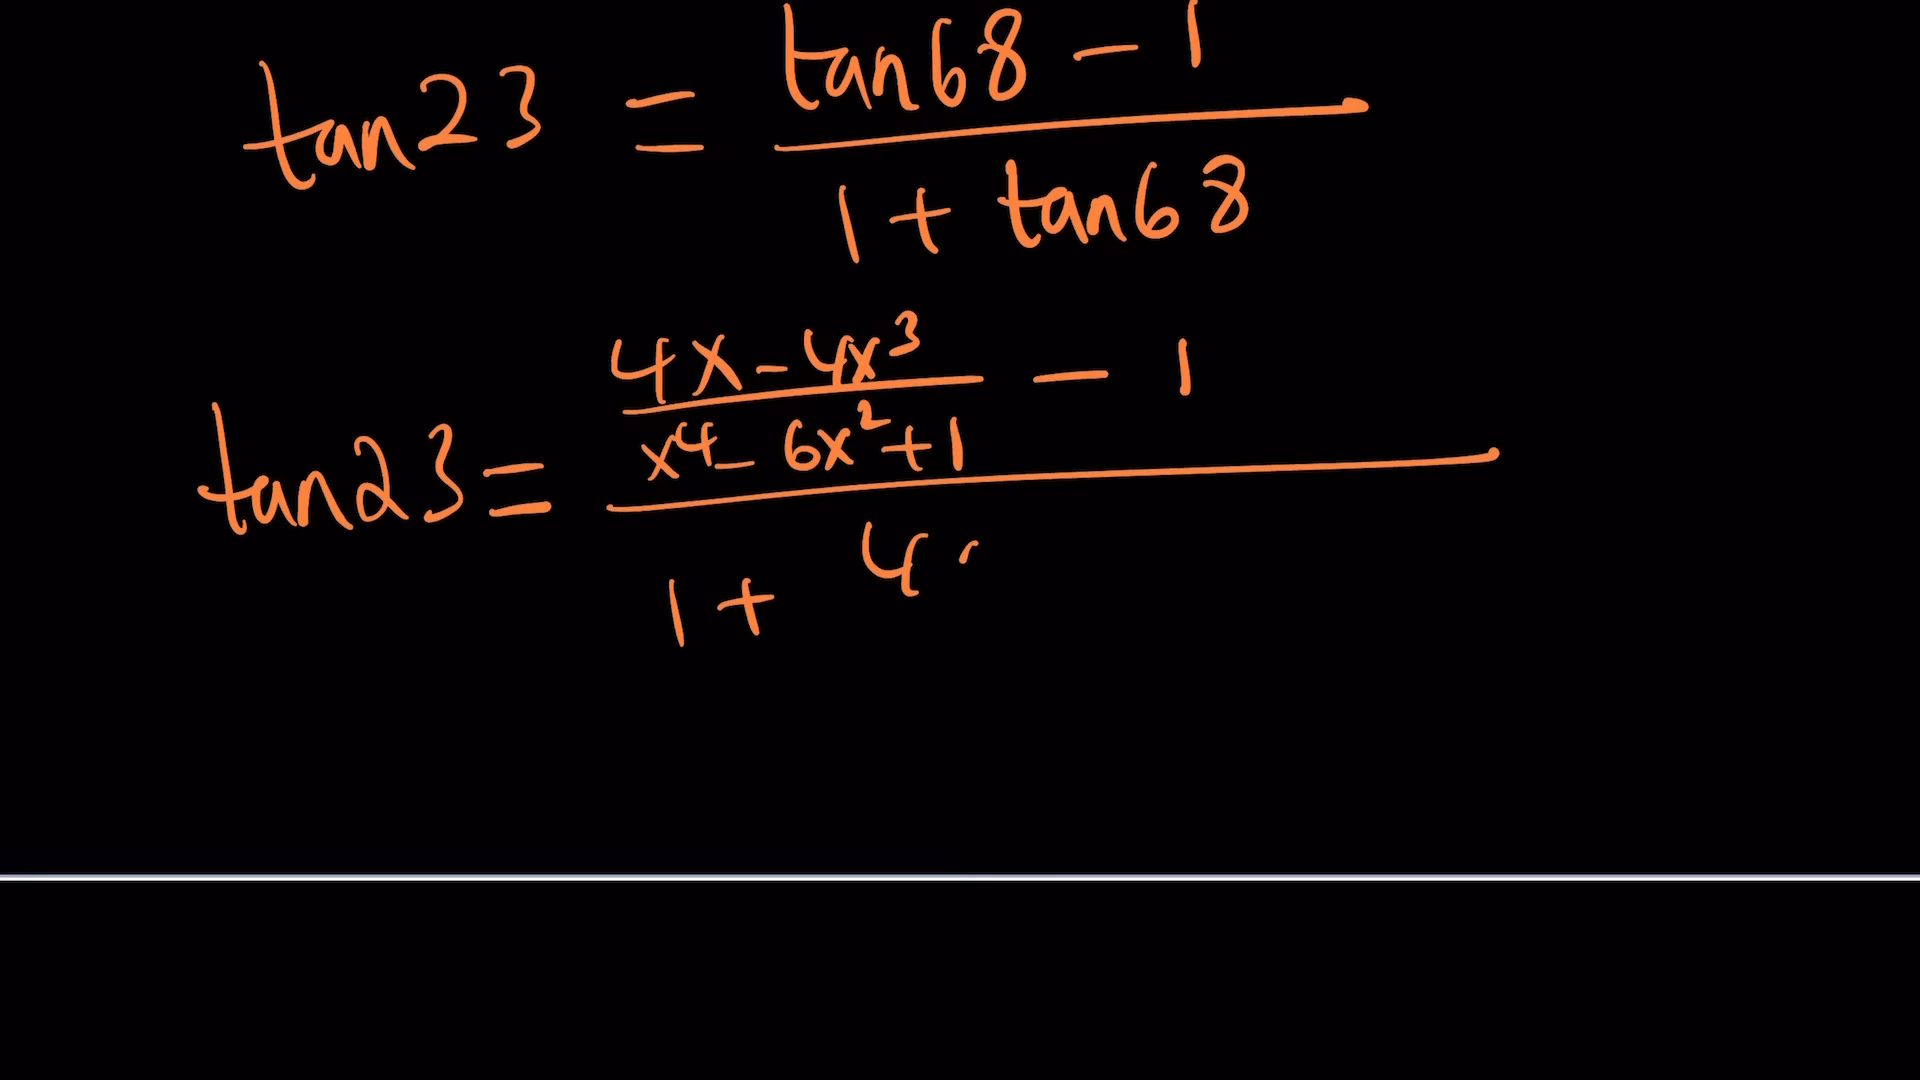 tan68 - 1
tan23 =
1 + tan68
4x - 4x³
- 1
x⁴ - 6x² + 1
tan23 =
1 + 4